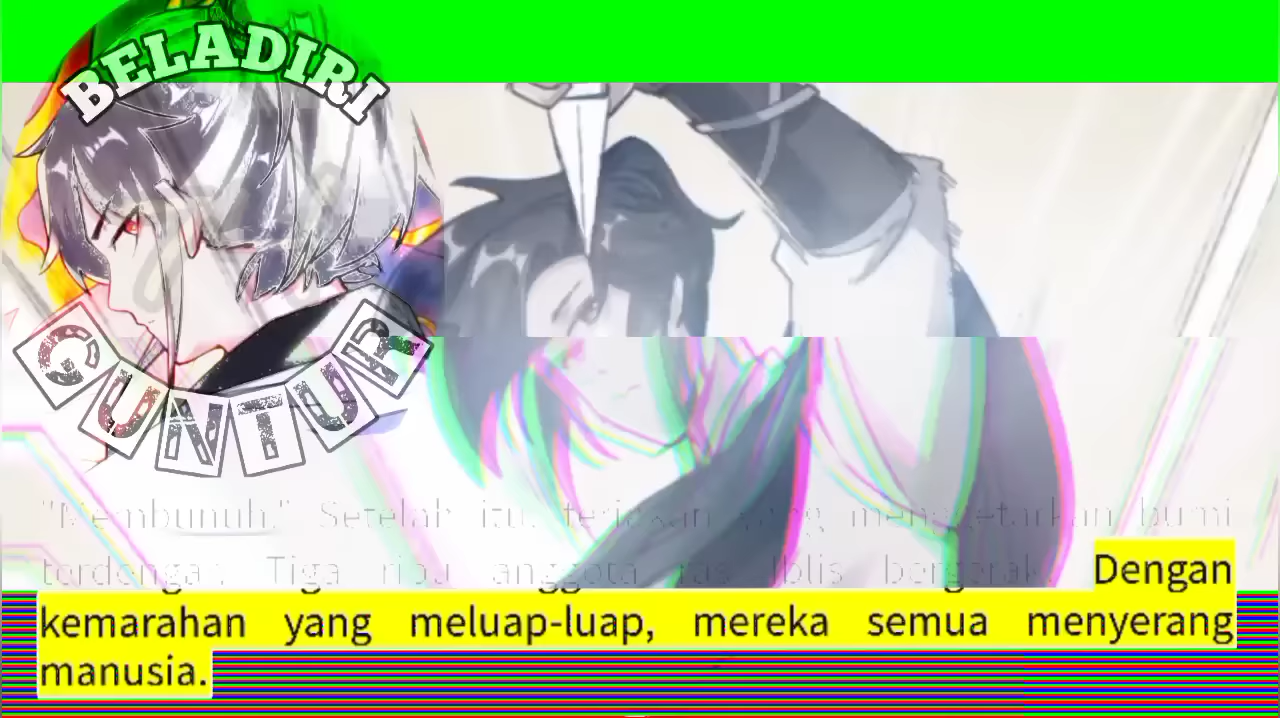 BELADIRI
GUNTUR
"Membunuh." Setelah itu, teriakan yang menggetarkan bumi
terdengar. Tiga ribu anggota ras Iblis bergerak. Dengan
kemarahan yang meluap-luap, mereka semua menyerang
manusia.